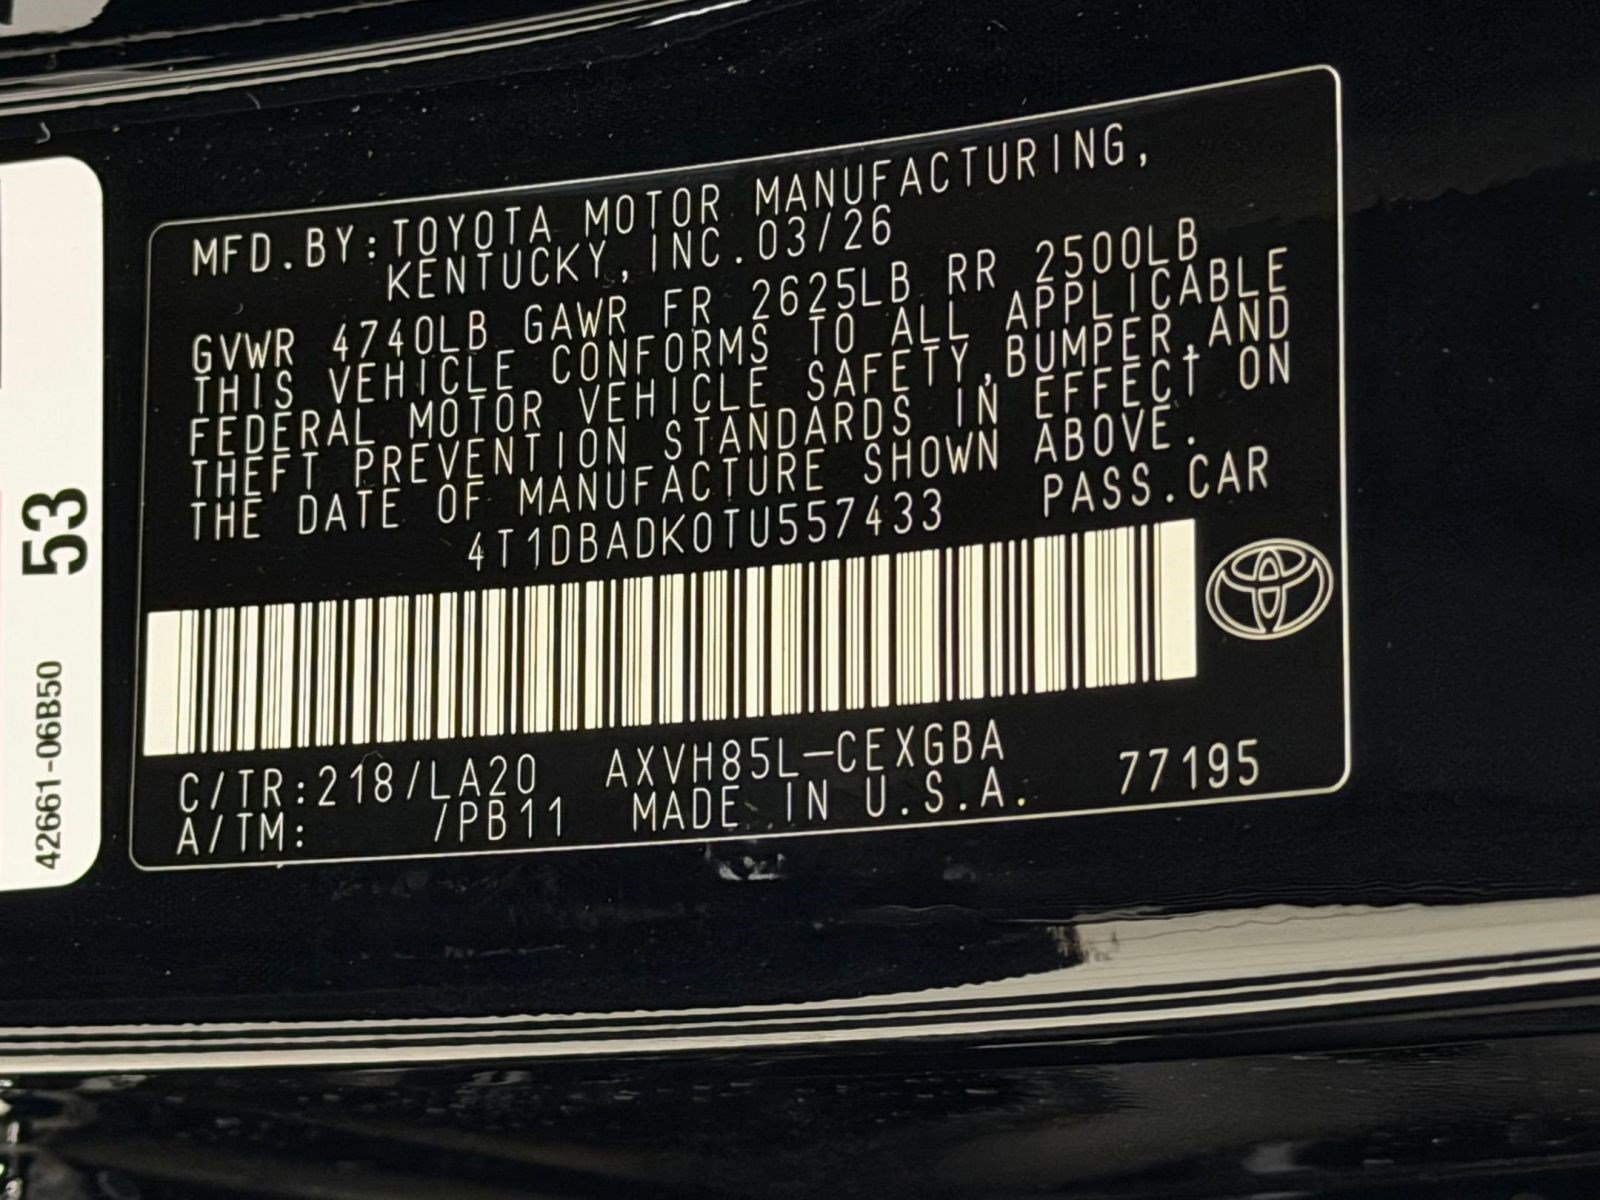 MFD.BY:TOYOTA MOTOR MANUFACTURING,
KENTUCKY, INC. 03/26
GVWR 4740LB GAWR FR 2625LB RR 2500LB
THIS VEHICLE CONFORMS TO ALL APPLICABLE
FEDERAL MOTOR VEHICLE SAFETY,BUMPER,AND
THEFT PREVENTION STANDARDS IN EFFECT ON
THE DATE OF MANUFACTURE SHOWN ABOVE.
4T1DBADK0TU557433 PASS.CAR
C/TR:218/LA20 AXVH85L-CEXGBA 77195
A/TM: /PB11 MADE IN U.S.A.
53
42661-06B50